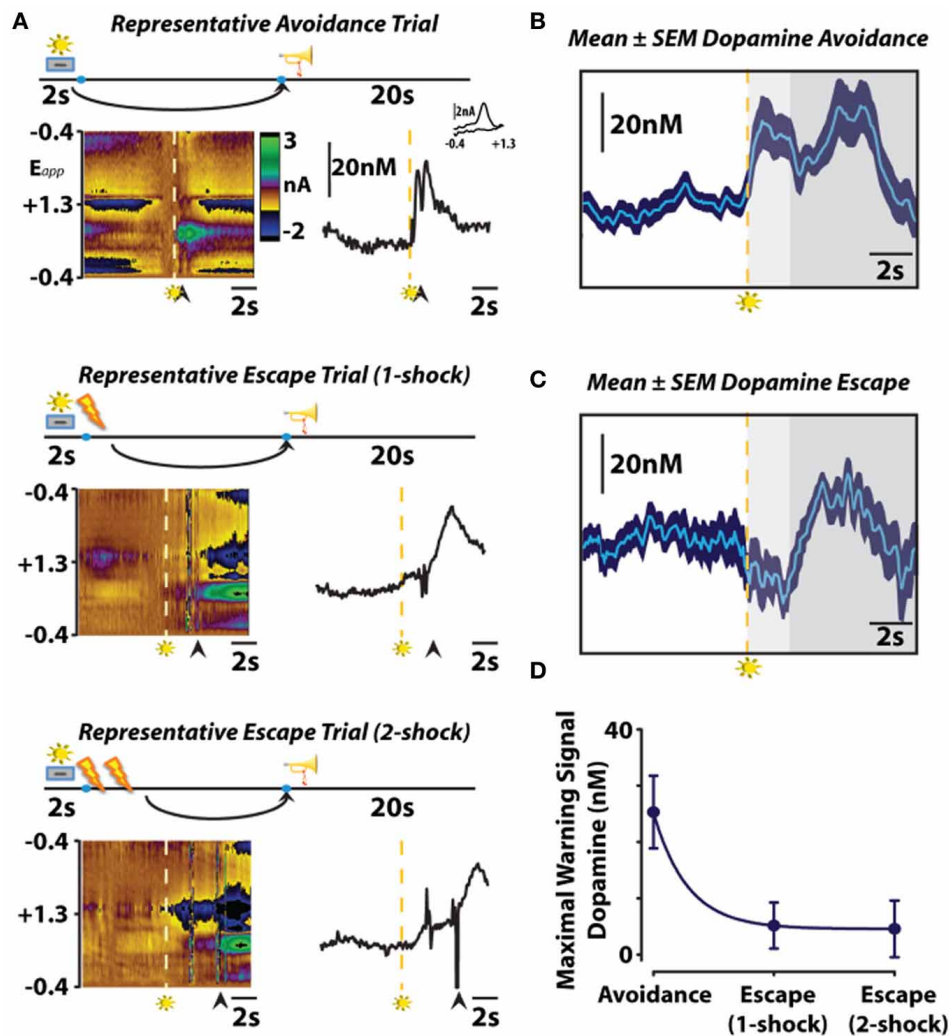 A
Representative Avoidance Trial
2s
20s
-0.4
Eapp
+1.3
-0.4
3
nA
-2
2s
20nM
2nA
-0.4
+1.3
2s
Representative Escape Trial (1-shock)
2s
20s
-0.4
+1.3
-0.4
2s
2s
Representative Escape Trial (2-shock)
2s
20s
-0.4
+1.3
-0.4
2s
2s
B
Mean ± SEM Dopamine Avoidance
20nM
2s
C
Mean ± SEM Dopamine Escape
20nM
2s
D
Maximal Warning Signal
Dopamine (nM)
40
0
Avoidance
Escape
(1-shock)
Escape
(2-shock)